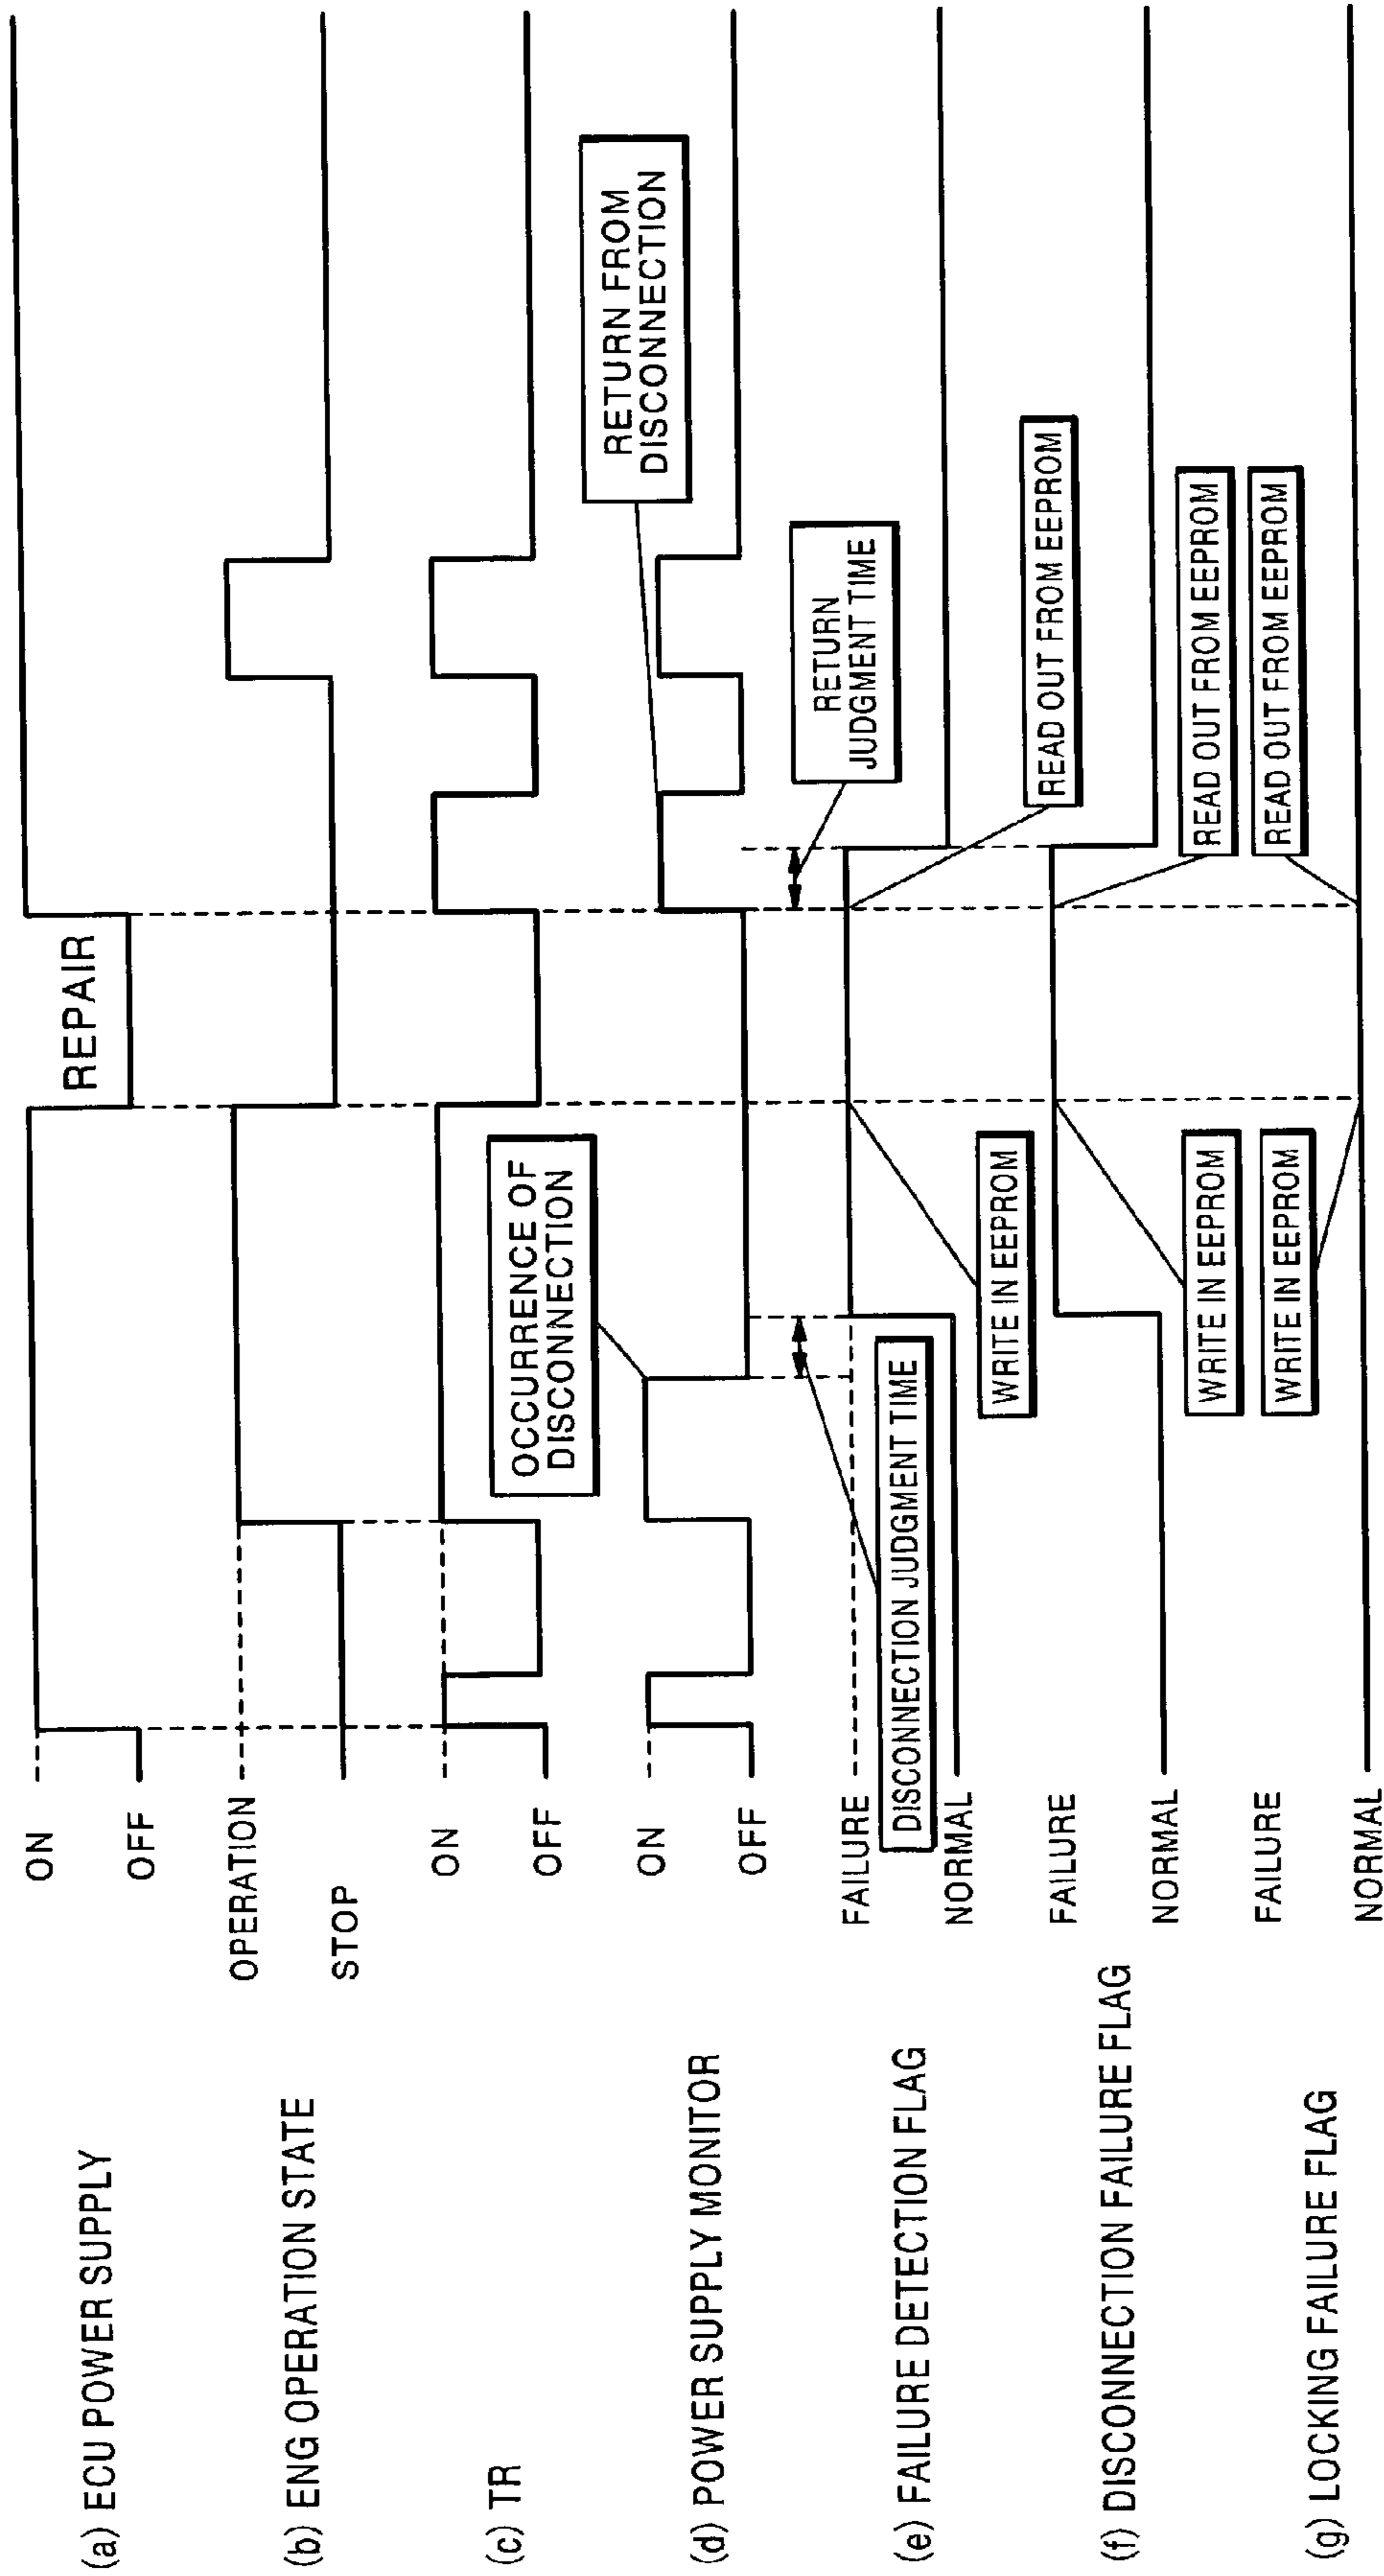 (a) ECU POWER SUPPLY
ON
OFF
REPAIR
(b) ENG OPERATION STATE
OPERATION
STOP
(c) TR
ON
OFF
OCCURRENCE OF
DISCONNECTION
RETURN FROM
DISCONNECTION
(d) POWER SUPPLY MONITOR
ON
OFF
RETURN
JUDGMENT TIME
(e) FAILURE DETECTION FLAG
FAILURE
NORMAL
DISCONNECTION JUDGMENT TIME
WRITE IN EEPROM
READ OUT FROM EEPROM
(f) DISCONNECTION FAILURE FLAG
FAILURE
NORMAL
WRITE IN EEPROM
READ OUT FROM EEPROM
(g) LOCKING FAILURE FLAG
FAILURE
NORMAL
WRITE IN EEPROM
READ OUT FROM EEPROM